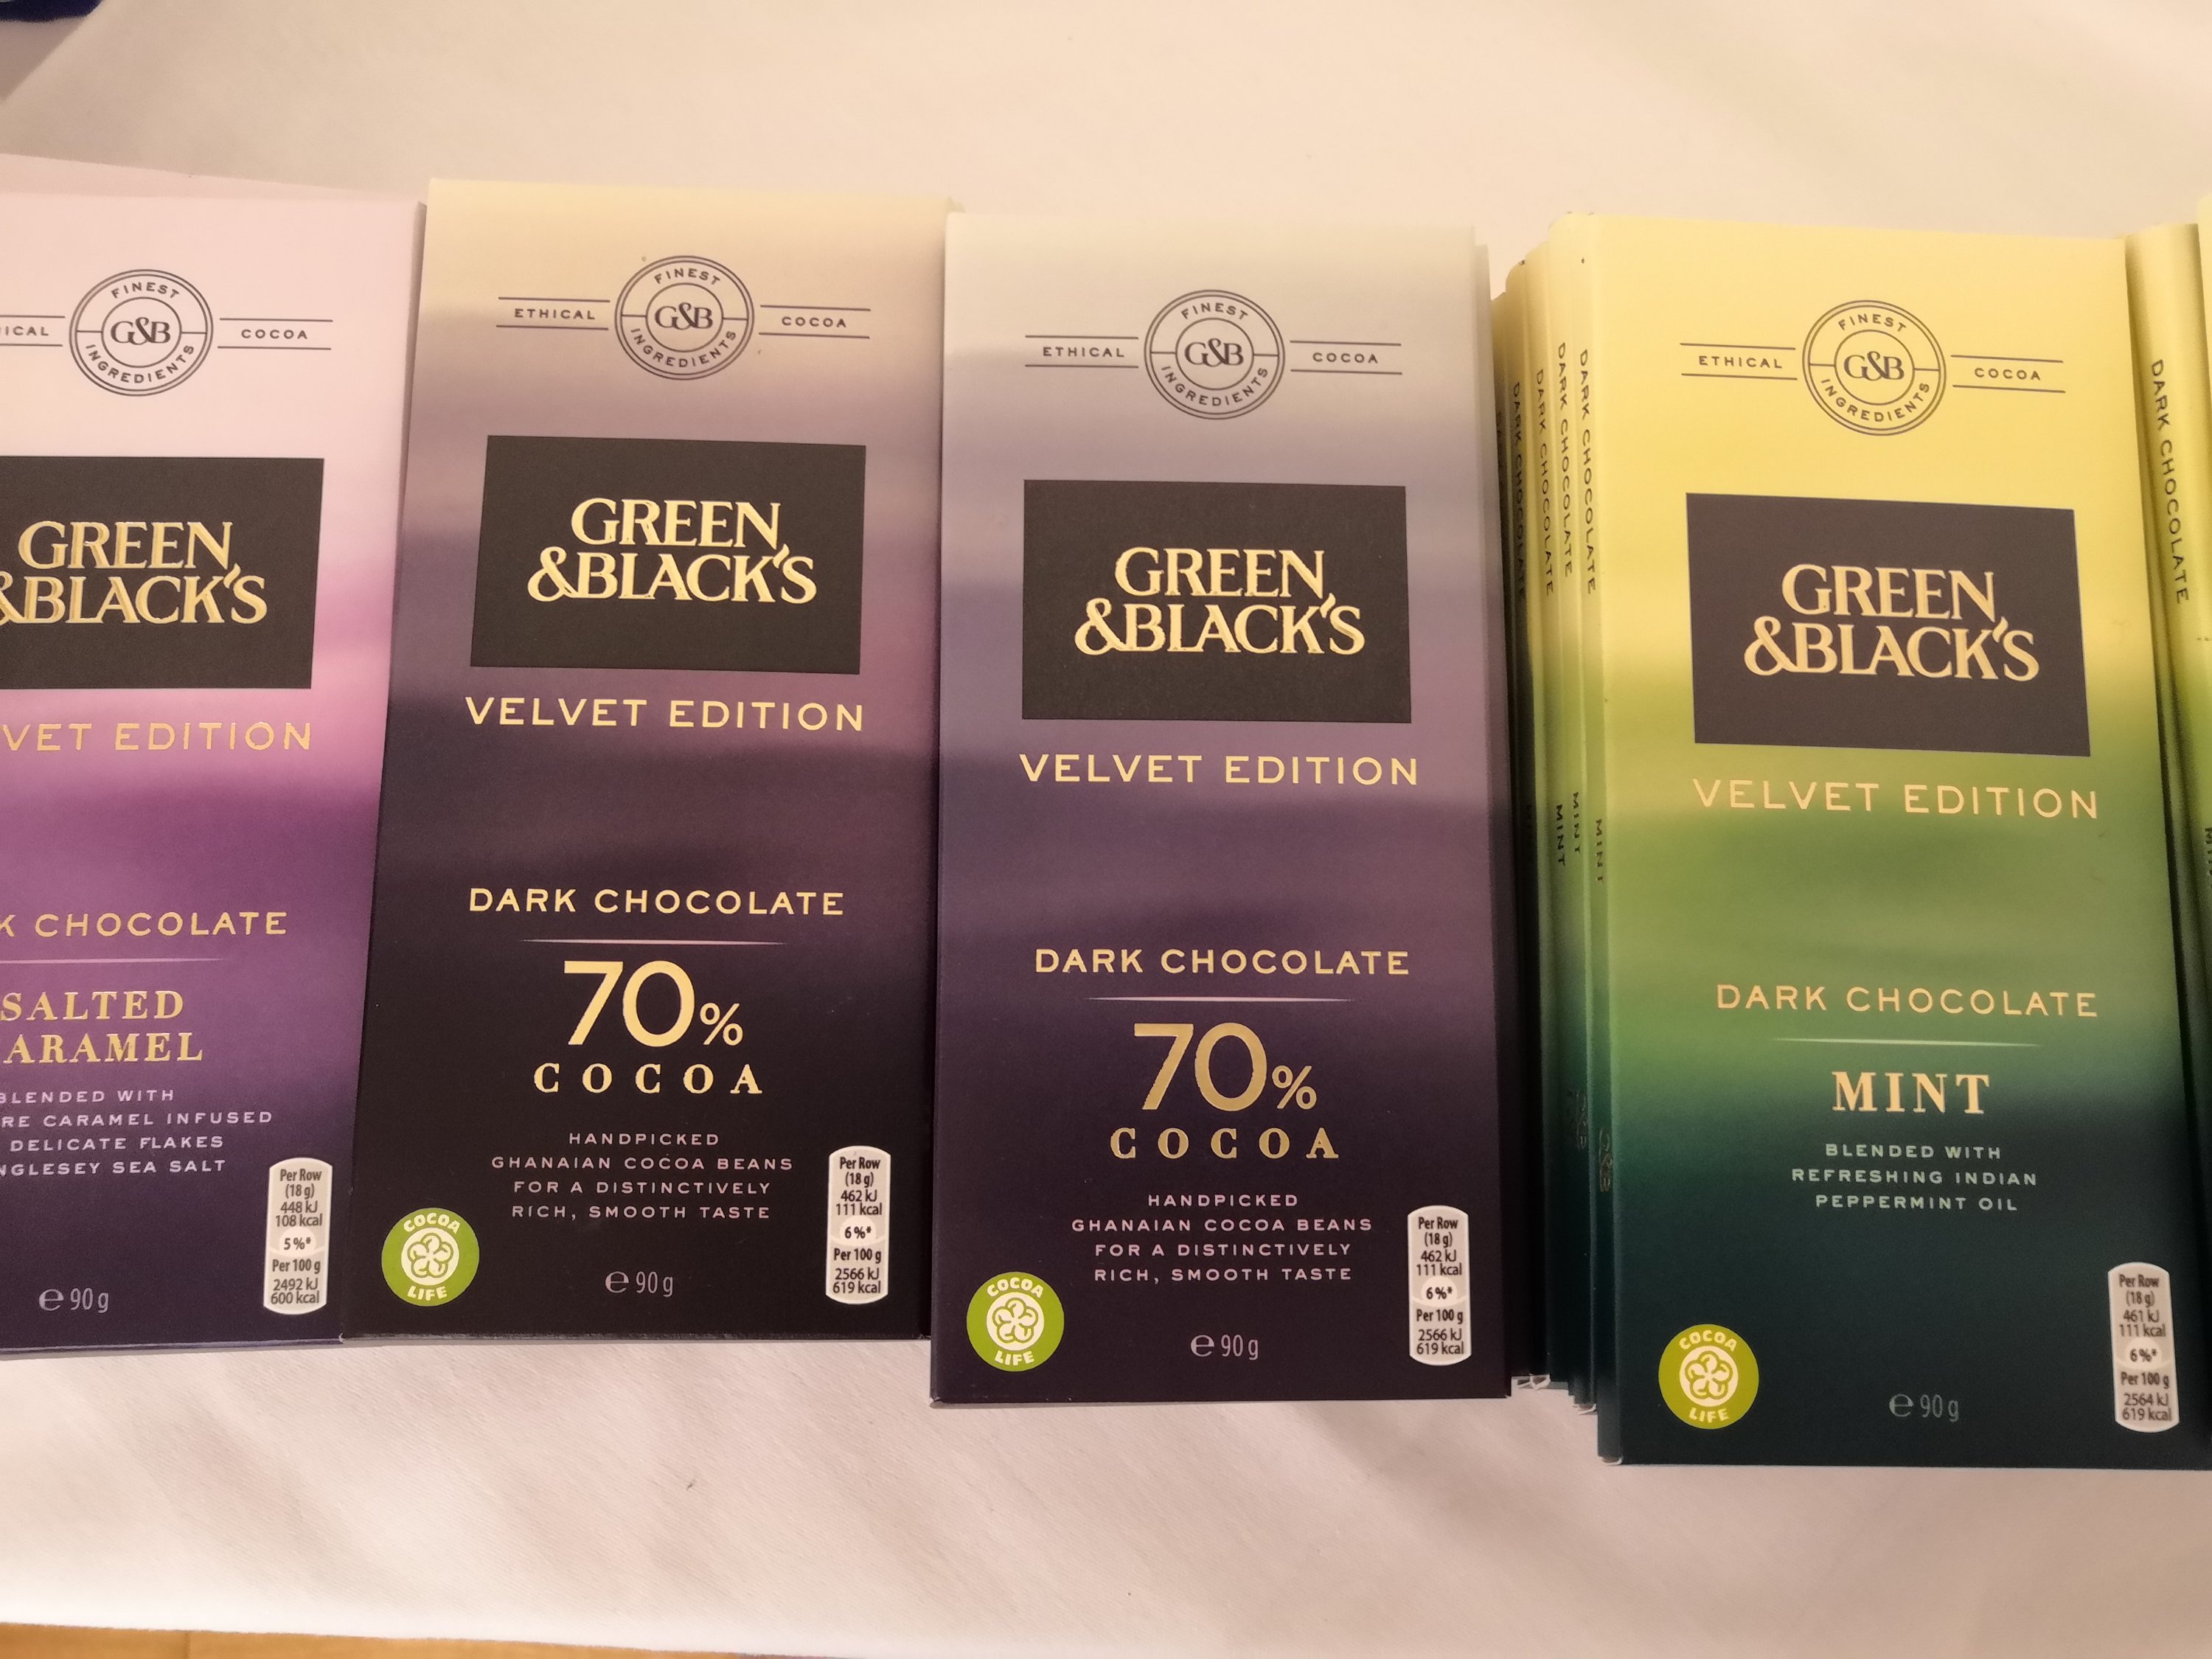 FINEST
G&B
COCOA
INGREDIENTS
GREEN
&BLACK'S
EDITION
CHOCOLATE
SALTED
BLENDED WITH
CARAMEL INFUSED
DELICATE FLAKES
SEA SALT
Per Row
(18 g)
448 kJ
108 kcal
5%*
Per 100 g
2492 kJ
600 kcal
℮ 90 g
FINEST
ETHICAL G&B COCOA
INGREDIENTS
GREEN
&BLACK'S
VELVET EDITION
DARK CHOCOLATE
70%
COCOA
HANDPICKED
GHANAIAN COCOA BEANS
FOR A DISTINCTIVELY
RICH, SMOOTH TASTE
COCOA
LIFE
℮ 90 g
Per Row
(18 g)
462 kJ
111 kcal
6%*
Per 100 g
2566 kJ
619 kcal
FINEST
ETHICAL G&B COCOA
INGREDIENTS
GREEN
&BLACK'S
VELVET EDITION
DARK CHOCOLATE
70%
COCOA
HANDPICKED
GHANAIAN COCOA BEANS
FOR A DISTINCTIVELY
RICH, SMOOTH TASTE
COCOA
LIFE
℮ 90 g
Per Row
(18 g)
462 kJ
111 kcal
6%*
Per 100 g
2566 kJ
619 kcal
DARK CHOCOLATE
DARK CHOCOLATE MINT
DARK CHOCOLATE MINT
DARK CHOCOLATE MINT
FINEST
ETHICAL G&B COCOA
INGREDIENTS
GREEN
&BLACK'S
VELVET EDITION
DARK CHOCOLATE
MINT
BLENDED WITH
REFRESHING INDIAN
PEPPERMINT OIL
COCOA
LIFE
℮ 90 g
Per Row
(18 g)
461 kJ
111 kcal
6%*
Per 100 g
2564 kJ
619 kcal
DARK CHOCOLATE